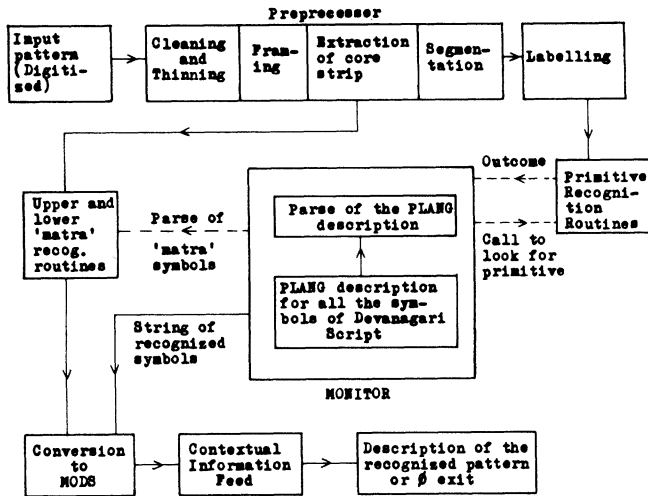 Preprecesser
Input
pattern
(Digiti-
zed)
Cleaning
and
Thinning
Fram-
ing
Extraction
of core
strip
Segmen-
tation
Labelling
Outcome
Primitive
Recogni-
tion
Routines
Upper and
lower
'matra'
recog.
routines
Parse of
'matra'
symbols
Parse of the PLANG
description
Call to
look for
primitive
PLANG description
for all the sym-
bols of Devanagari
Script
String of
recognized
symbols
MONITOR
Conversion
to
MODS
Contextual
Information
Feed
Description of the
recognized pattern
or ∅ exit